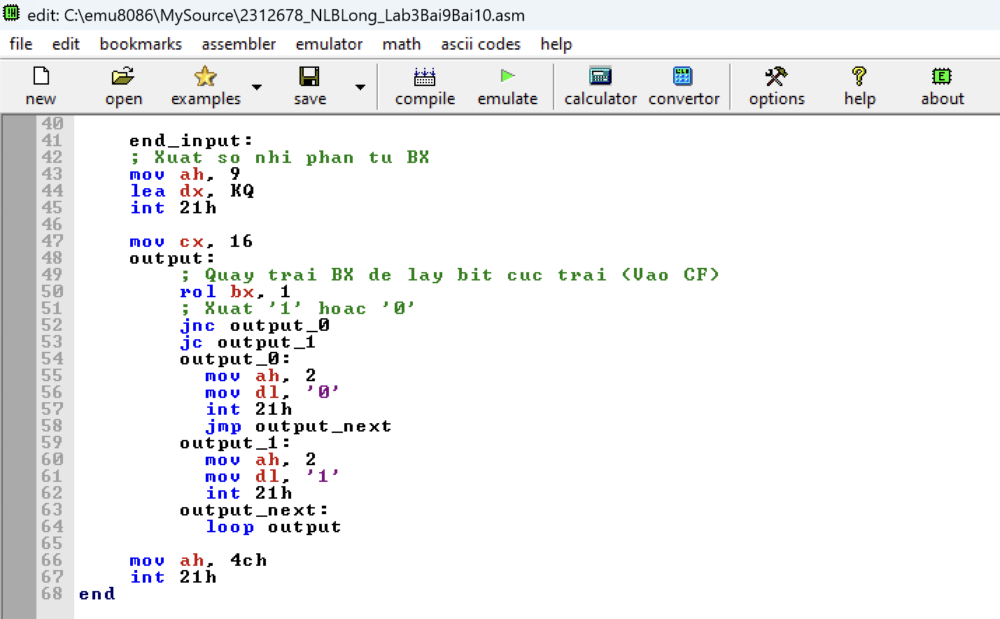 edit: C:\emu8086\MySource\2312678_NLBLong_Lab3Bai9Bai10.asm
file edit bookmarks assembler emulator math ascii codes help
new open examples save compile emulate calculator convertor options help about
40
41 end_input:
42 ; Xuat so nhi phan tu BX
43 mov ah, 9
44 lea dx, KQ
45 int 21h
46
47 mov cx, 16
48 output:
49 ; Quay trai BX de lay bit cuc trai (Vao CF)
50 rol bx, 1
51 ; Xuat '1' hoac '0'
52 jnc output_0
53 jc output_1
54 output_0:
55 mov ah, 2
56 mov dl, '0'
57 int 21h
58 jmp output_next
59 output_1:
60 mov ah, 2
61 mov dl, '1'
62 int 21h
63 output_next:
64 loop output
65
66 mov ah, 4ch
67 int 21h
68 end